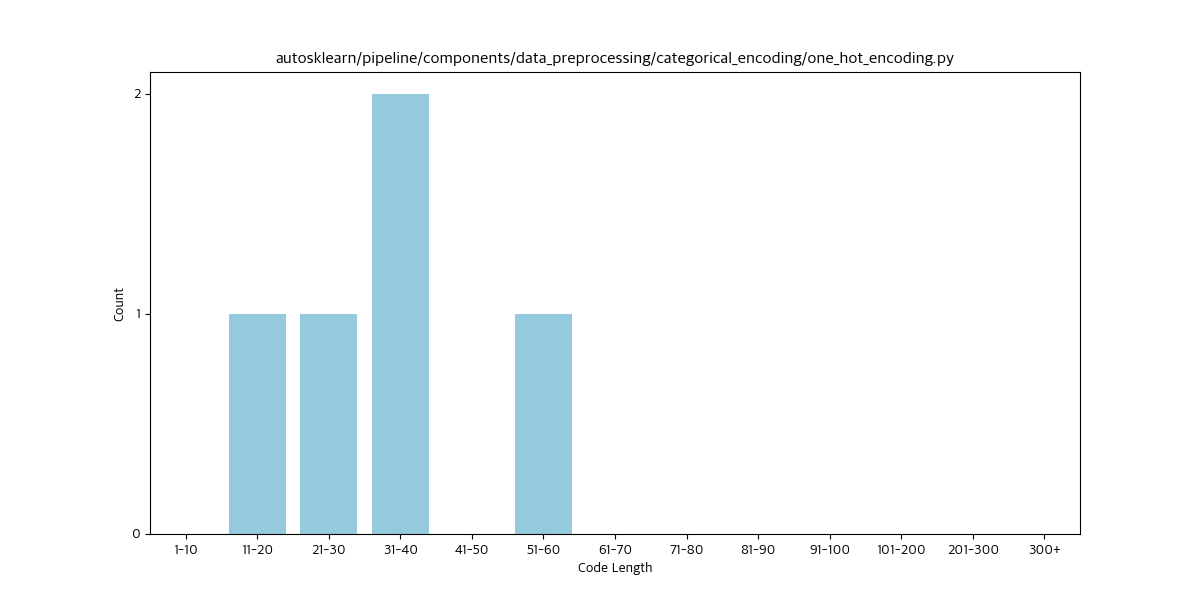 autosklearn/pipeline/components/data_preprocessing/categorical_encoding/one_hot_encoding.py
Count
2
1
0
1-10 11-20 21-30 31-40 41-50 51-60 61-70 71-80 81-90 91-100 101-200 201-300 300+
Code Length